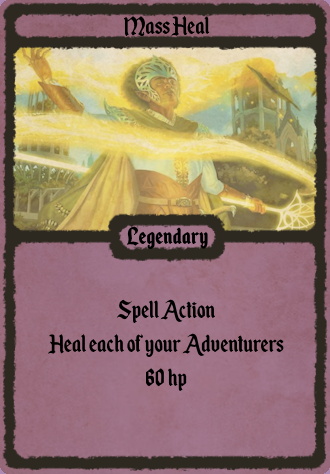 Mass Heal
Legendary
Spell Action
Heal each of your Adventurers
60 hp